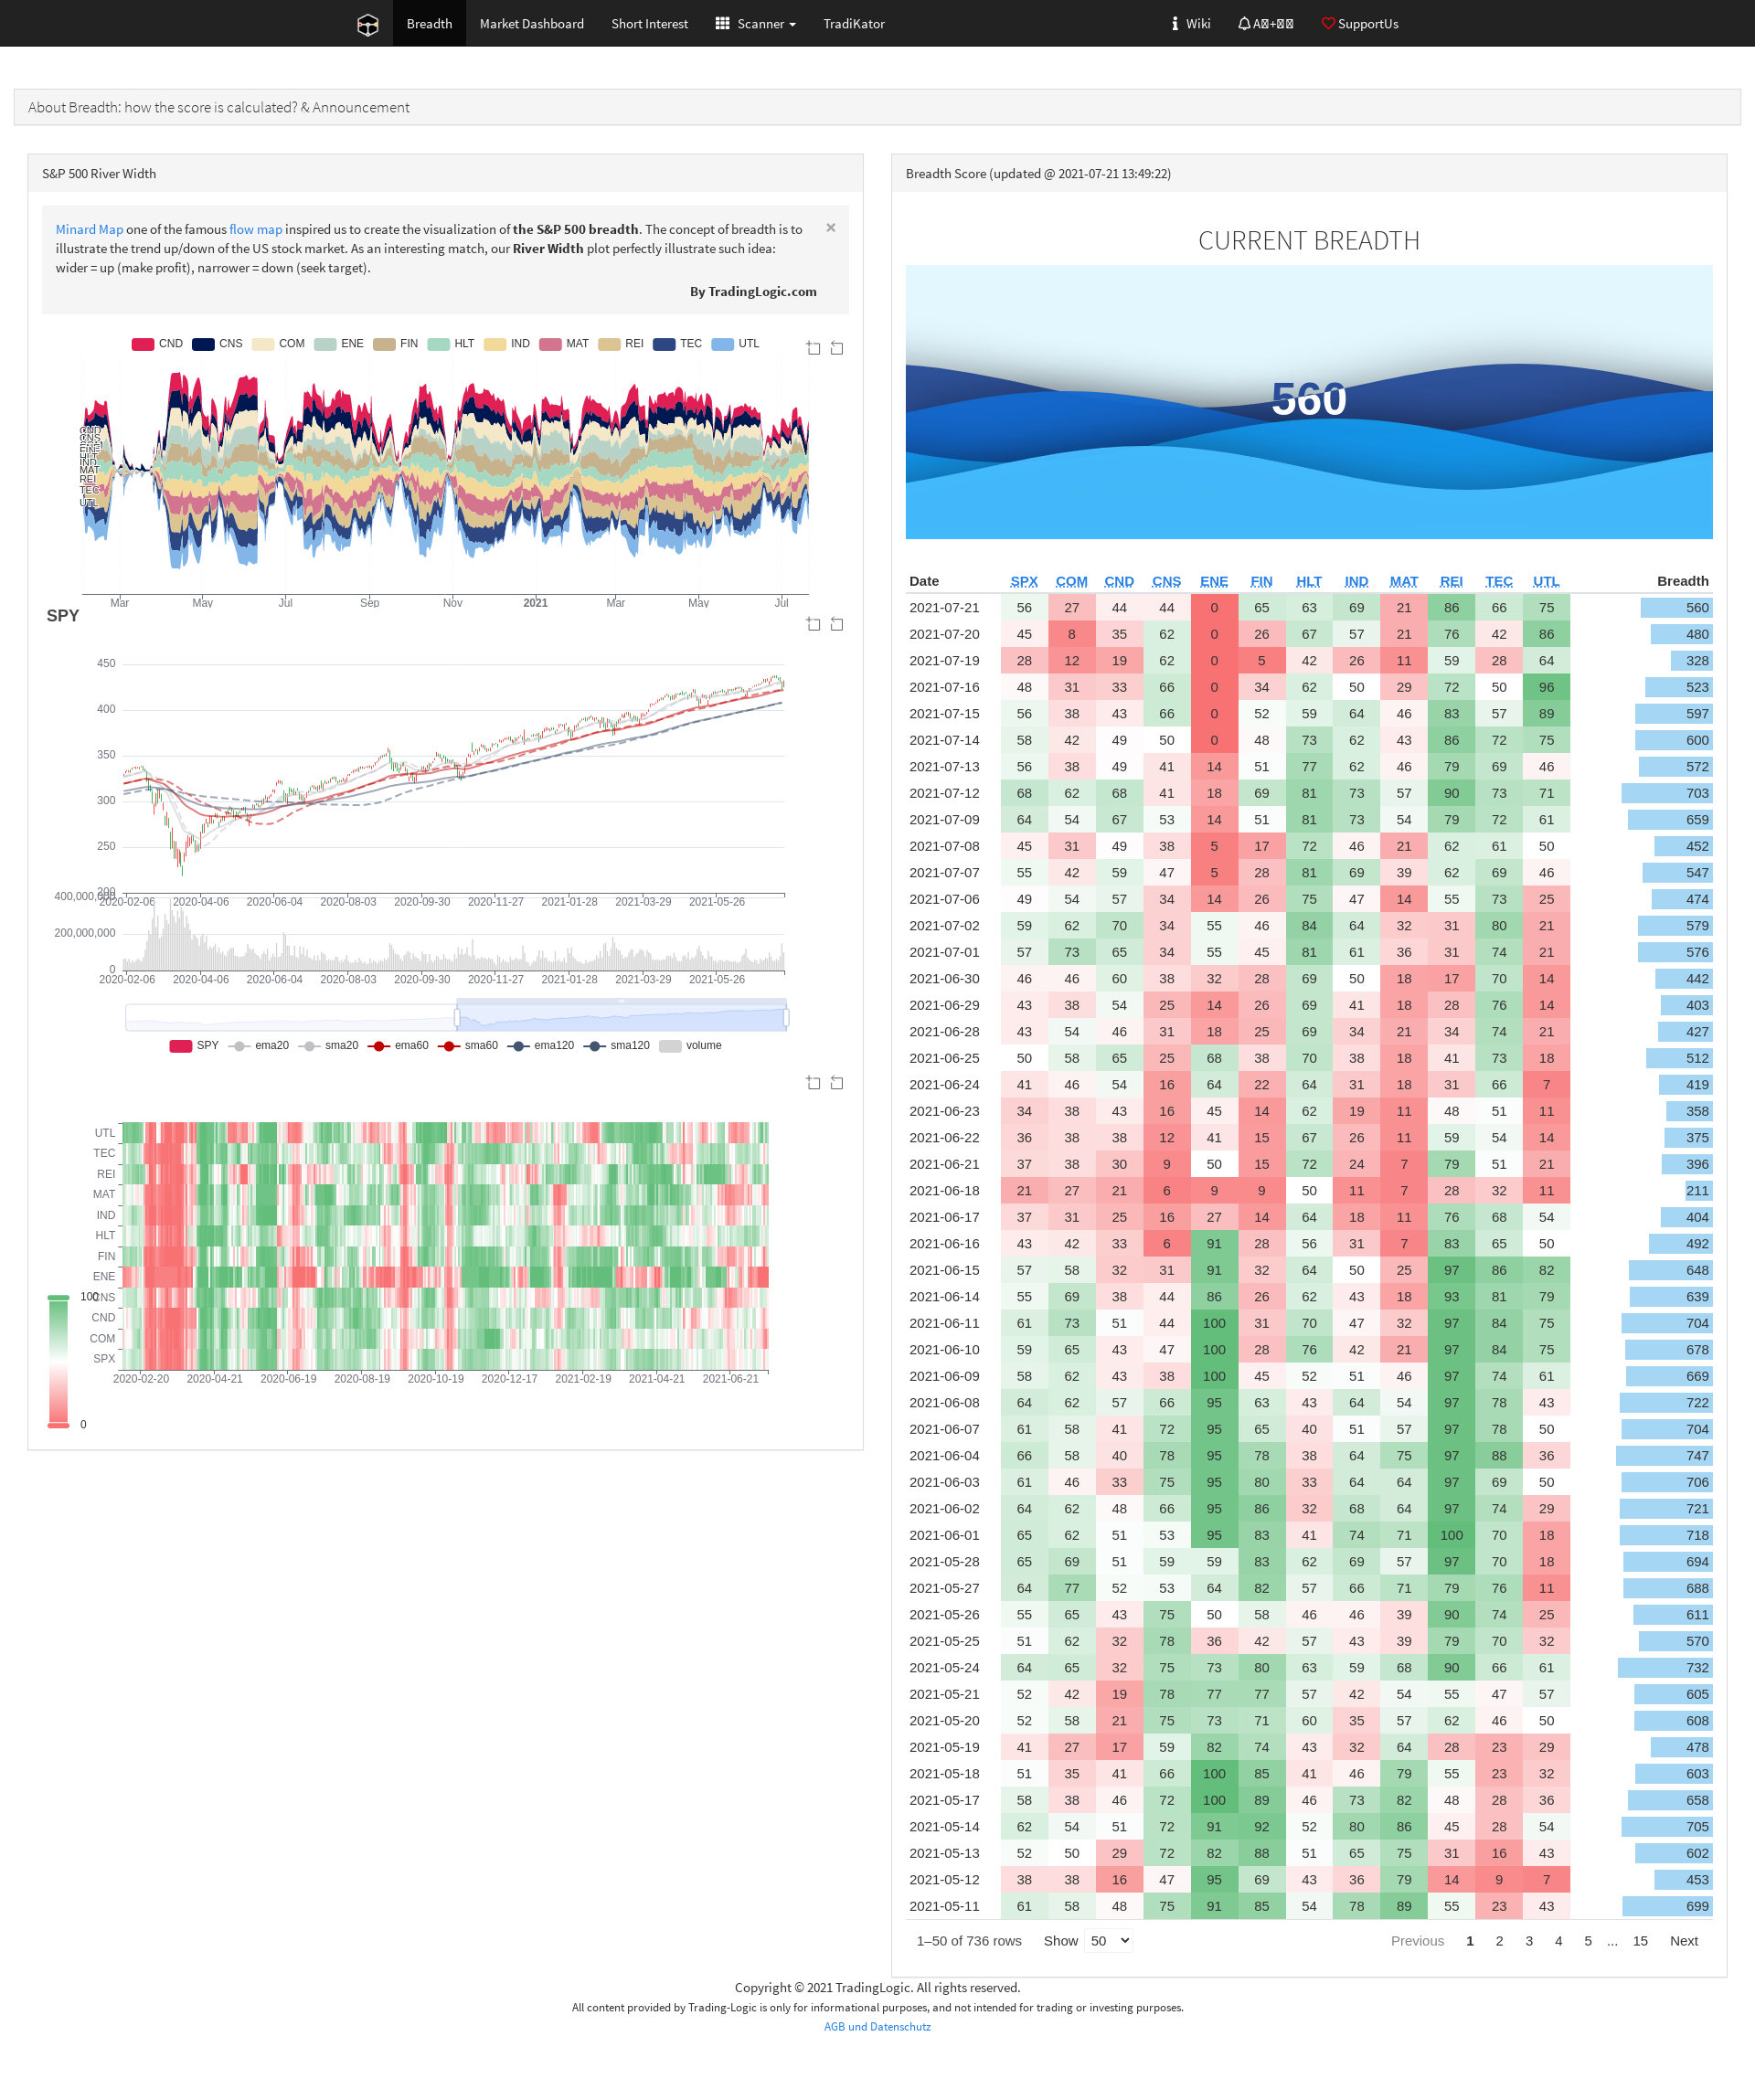 Breadth Market Dashboard Short Interest Scanner TradiKator Wiki SupportUs
About Breadth: how the score is calculated? & Announcement
S&P 500 River Width
Minard Map one of the famous flow map inspired us to create the visualization of the S&P 500 breadth. The concept of breadth is to
illustrate the trend up/down of the US stock market. As an interesting match, our River Width plot perfectly illustrate such idea:
wider = up (make profit), narrower = down (seek target).
By TradingLogic.com
×
CND CNS COM ENE FIN HLT IND MAT REI TEC UTL
CND
CNS
ENE
HLT
IND
MAT
REI
TEC
UTL
Mar May Jul Sep Nov 2021 Mar May Jul
SPY
450
400
350
300
250
200
2020-02-06 2020-04-06 2020-06-04 2020-08-03 2020-09-30 2020-11-27 2021-01-28 2021-03-29 2021-05-26
400,000,000
200,000,000
0
2020-02-06 2020-04-06 2020-06-04 2020-08-03 2020-09-30 2020-11-27 2021-01-28 2021-03-29 2021-05-26
SPY ema20 sma20 ema60 sma60 ema120 sma120 volume
UTL
TEC
REI
MAT
IND
HLT
FIN
ENE
CNS
CND
COM
SPX
2020-02-20 2020-04-21 2020-06-19 2020-08-19 2020-10-19 2020-12-17 2021-02-19 2021-04-21 2021-06-21
100
0
Breadth Score (updated @ 2021-07-21 13:49:22)
CURRENT BREADTH
560
Date SPX COM CND CNS ENE FIN HLT IND MAT REI TEC UTL Breadth
2021-07-21 56 27 44 44 0 65 63 69 21 86 66 75 560
2021-07-20 45 8 35 62 0 26 67 57 21 76 42 86 480
2021-07-19 28 12 19 62 0 5 42 26 11 59 28 64 328
2021-07-16 48 31 33 66 0 34 62 50 29 72 50 96 523
2021-07-15 56 38 43 66 0 52 59 64 46 83 57 89 597
2021-07-14 58 42 49 50 0 48 73 62 43 86 72 75 600
2021-07-13 56 38 49 41 14 51 77 62 46 79 69 46 572
2021-07-12 68 62 68 41 18 69 81 73 57 90 73 71 703
2021-07-09 64 54 67 53 14 51 81 73 54 79 72 61 659
2021-07-08 45 31 49 38 5 17 72 46 21 62 61 50 452
2021-07-07 55 42 59 47 5 28 81 69 39 62 69 46 547
2021-07-06 49 54 57 34 14 26 75 47 14 55 73 25 474
2021-07-02 59 62 70 34 55 46 84 64 32 31 80 21 579
2021-07-01 57 73 65 34 55 45 81 61 36 31 74 21 576
2021-06-30 46 46 60 38 32 28 69 50 18 17 70 14 442
2021-06-29 43 38 54 25 14 26 69 41 18 28 76 14 403
2021-06-28 43 54 46 31 18 25 69 34 21 34 74 21 427
2021-06-25 50 58 65 25 68 38 70 38 18 41 73 18 512
2021-06-24 41 46 54 16 64 22 64 31 18 31 66 7 419
2021-06-23 34 38 43 16 45 14 62 19 11 48 51 11 358
2021-06-22 36 38 38 12 41 15 67 26 11 59 54 14 375
2021-06-21 37 38 30 9 50 15 72 24 7 79 51 21 396
2021-06-18 21 27 21 6 9 9 50 11 7 28 32 11 211
2021-06-17 37 31 25 16 27 14 64 18 11 76 68 54 404
2021-06-16 43 42 33 6 91 28 56 31 7 83 65 50 492
2021-06-15 57 58 32 31 91 32 64 50 25 97 86 82 648
2021-06-14 55 69 38 44 86 26 62 43 18 93 81 79 639
2021-06-11 61 73 51 44 100 31 70 47 32 97 84 75 704
2021-06-10 59 65 43 47 100 28 76 42 21 97 84 75 678
2021-06-09 58 62 43 38 100 45 52 51 46 97 74 61 669
2021-06-08 64 62 57 66 95 63 43 64 54 97 78 43 722
2021-06-07 61 58 41 72 95 65 40 51 57 97 78 50 704
2021-06-04 66 58 40 78 95 78 38 64 75 97 88 36 747
2021-06-03 61 46 33 75 95 80 33 64 64 97 69 50 706
2021-06-02 64 62 48 66 95 86 32 68 64 97 74 29 721
2021-06-01 65 62 51 53 95 83 41 74 71 100 70 18 718
2021-05-28 65 69 51 59 59 83 62 69 57 97 70 18 694
2021-05-27 64 77 52 53 64 82 57 66 71 79 76 11 688
2021-05-26 55 65 43 75 50 58 46 46 39 90 74 25 611
2021-05-25 51 62 32 78 36 42 57 43 39 79 70 32 570
2021-05-24 64 65 32 75 73 80 63 59 68 90 66 61 732
2021-05-21 52 42 19 78 77 77 57 42 54 55 47 57 605
2021-05-20 52 58 21 75 73 71 60 35 57 62 46 50 608
2021-05-19 41 27 17 59 82 74 43 32 64 28 23 29 478
2021-05-18 51 35 41 66 100 85 41 46 79 55 23 32 603
2021-05-17 58 38 46 72 100 89 46 73 82 48 28 36 658
2021-05-14 62 54 51 72 91 92 52 80 86 45 28 54 705
2021-05-13 52 50 29 72 82 88 51 65 75 31 16 43 602
2021-05-12 38 38 16 47 95 69 43 36 79 14 9 7 453
2021-05-11 61 58 48 75 91 85 54 78 89 55 23 43 699
1–50 of 736 rows Show 50 Previous 1 2 3 4 5 ... 15 Next
Copyright © 2021 TradingLogic. All rights reserved.
All content provided by Trading-Logic is only for informational purposes, and not intended for trading or investing purposes.
AGB und Datenschutz